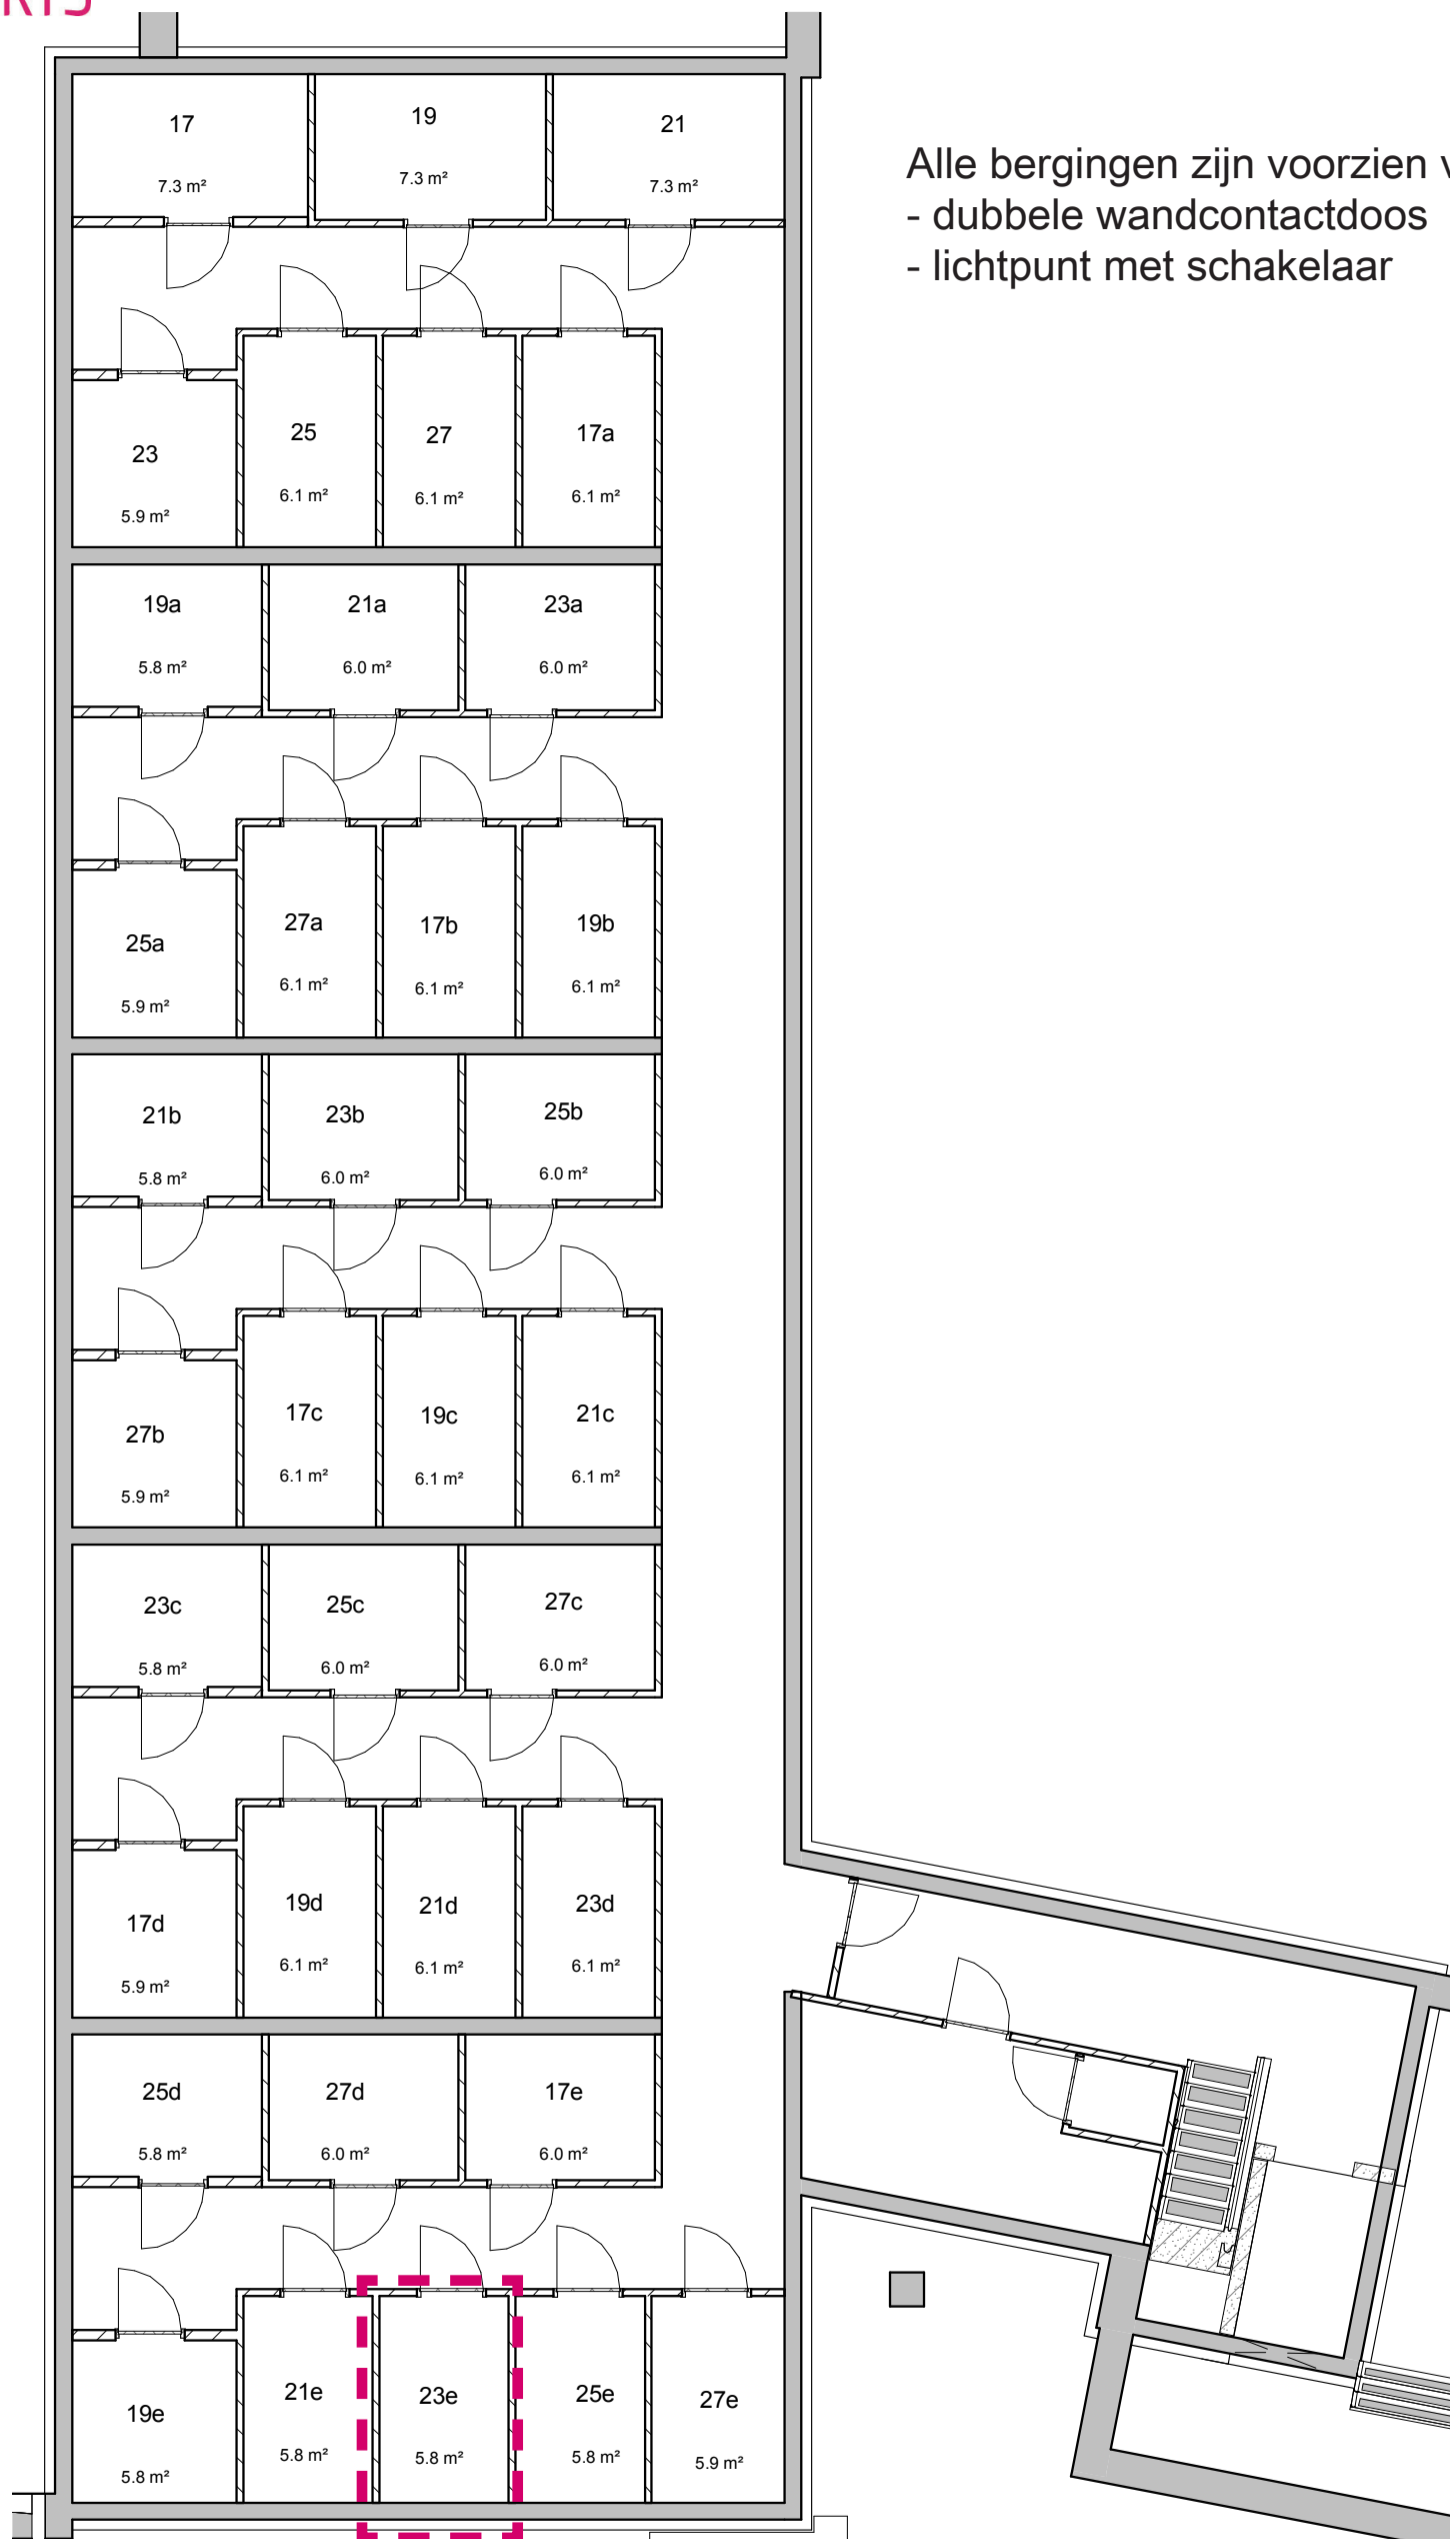 17
7.3 m²
19
7.3 m²
21
7.3 m²
Alle bergingen zijn voorzien
- dubbele wandcontactdoos
- lichtpunt met schakelaar
23
5.9 m²
25
6.1 m²
27
6.1 m²
17a
6.1 m²
19a
5.8 m²
21a
6.0 m²
23a
6.0 m²
25a
5.9 m²
27a
6.1 m²
17b
6.1 m²
19b
6.1 m²
21b
5.8 m²
23b
6.0 m²
25b
6.0 m²
27b
5.9 m²
17c
6.1 m²
19c
6.1 m²
21c
6.1 m²
23c
5.8 m²
25c
6.0 m²
27c
6.0 m²
17d
5.9 m²
19d
6.1 m²
21d
6.1 m²
23d
6.1 m²
25d
5.8 m²
27d
6.0 m²
17e
6.0 m²
19e
5.8 m²
21e
5.8 m²
23e
5.8 m²
25e
5.8 m²
27e
5.9 m²